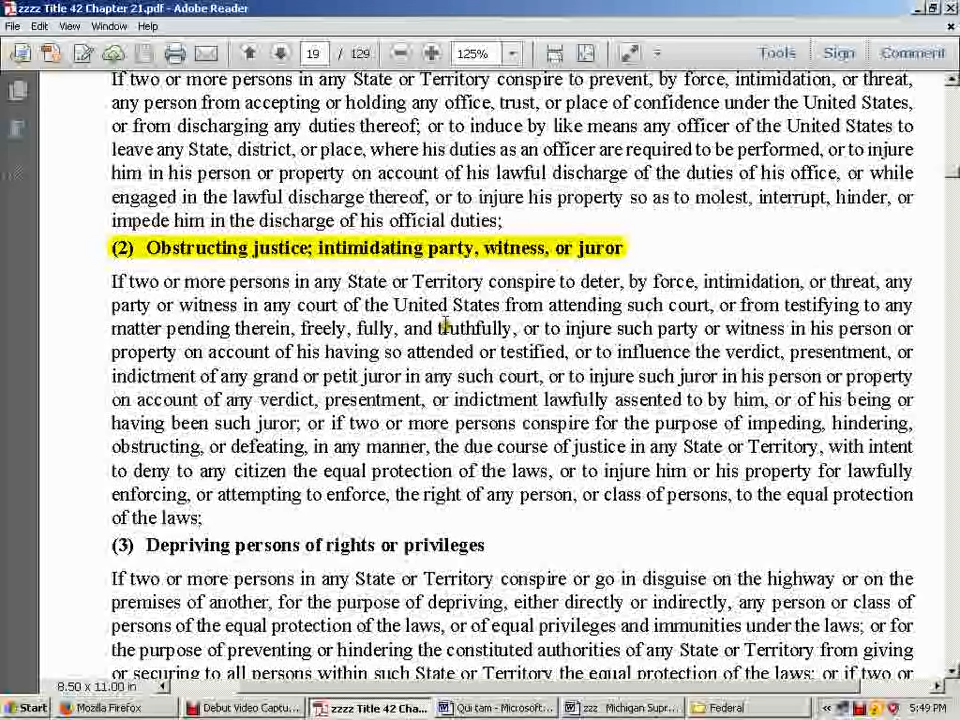 zzzz Title 42 Chapter 21.pdf - Adobe Reader
File Edit View Window Help
19 / 129 125% Tools Sign Comment
If two or more persons in any State or Territory conspire to prevent, by force, intimidation, or threat,
any person from accepting or holding any office, trust, or place of confidence under the United States,
or from discharging any duties thereof; or to induce by like means any officer of the United States to
leave any State, district, or place, where his duties as an officer are required to be performed, or to injure
him in his person or property on account of his lawful discharge of the duties of his office, or while
engaged in the lawful discharge thereof, or to injure his property so as to molest, interrupt, hinder, or
impede him in the discharge of his official duties;
(2) Obstructing justice; intimidating party, witness, or juror
If two or more persons in any State or Territory conspire to deter, by force, intimidation, or threat, any
party or witness in any court of the United States from attending such court, or from testifying to any
matter pending therein, freely, fully, and truthfully, or to injure such party or witness in his person or
property on account of his having so attended or testified, or to influence the verdict, presentment, or
indictment of any grand or petit juror in any such court, or to injure such juror in his person or property
on account of any verdict, presentment, or indictment lawfully assented to by him, or of his being or
having been such juror; or if two or more persons conspire for the purpose of impeding, hindering,
obstructing, or defeating, in any manner, the due course of justice in any State or Territory, with intent
to deny to any citizen the equal protection of the laws, or to injure him or his property for lawfully
enforcing, or attempting to enforce, the right of any person, or class of persons, to the equal protection
of the laws;
(3) Depriving persons of rights or privileges
If two or more persons in any State or Territory conspire or go in disguise on the highway or on the
premises of another, for the purpose of depriving, either directly or indirectly, any person or class of
persons of the equal protection of the laws, or of equal privileges and immunities under the laws; or for
the purpose of preventing or hindering the constituted authorities of any State or Territory from giving
or securing to all persons within such State or Territory the equal protection of the laws; or if two or
8.50 x 11.00 in
Start Mozilla Firefox Debut Video Captu... zzzz Title 42 Cha... Qui tam - Microsoft... zzz Michigan Supr... Federal 5:49 PM